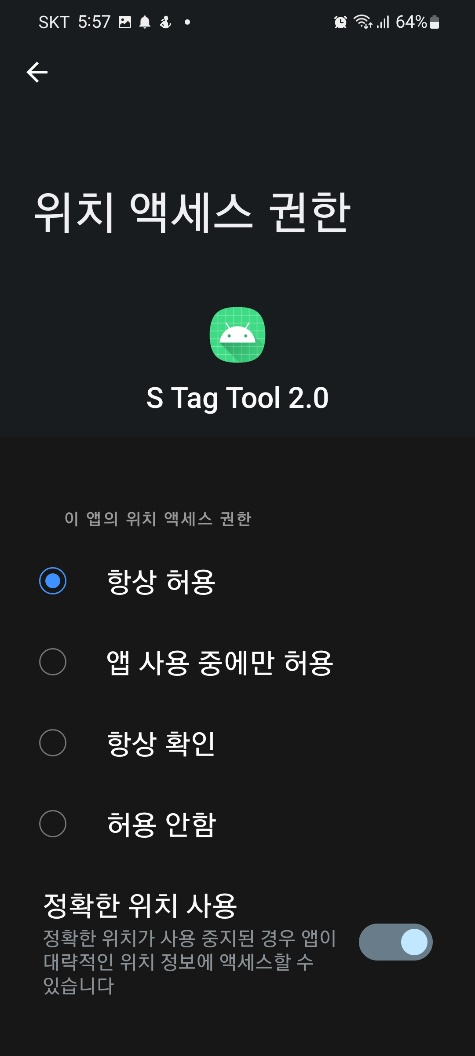 SKT 5:57 64%
위치 액세스 권한
S Tag Tool 2.0
이 앱의 위치 액세스 권한
항상 허용
앱 사용 중에만 허용
항상 확인
허용 안함
정확한 위치 사용
정확한 위치가 사용 중지된 경우 앱이
대략적인 위치 정보에 액세스할 수
있습니다